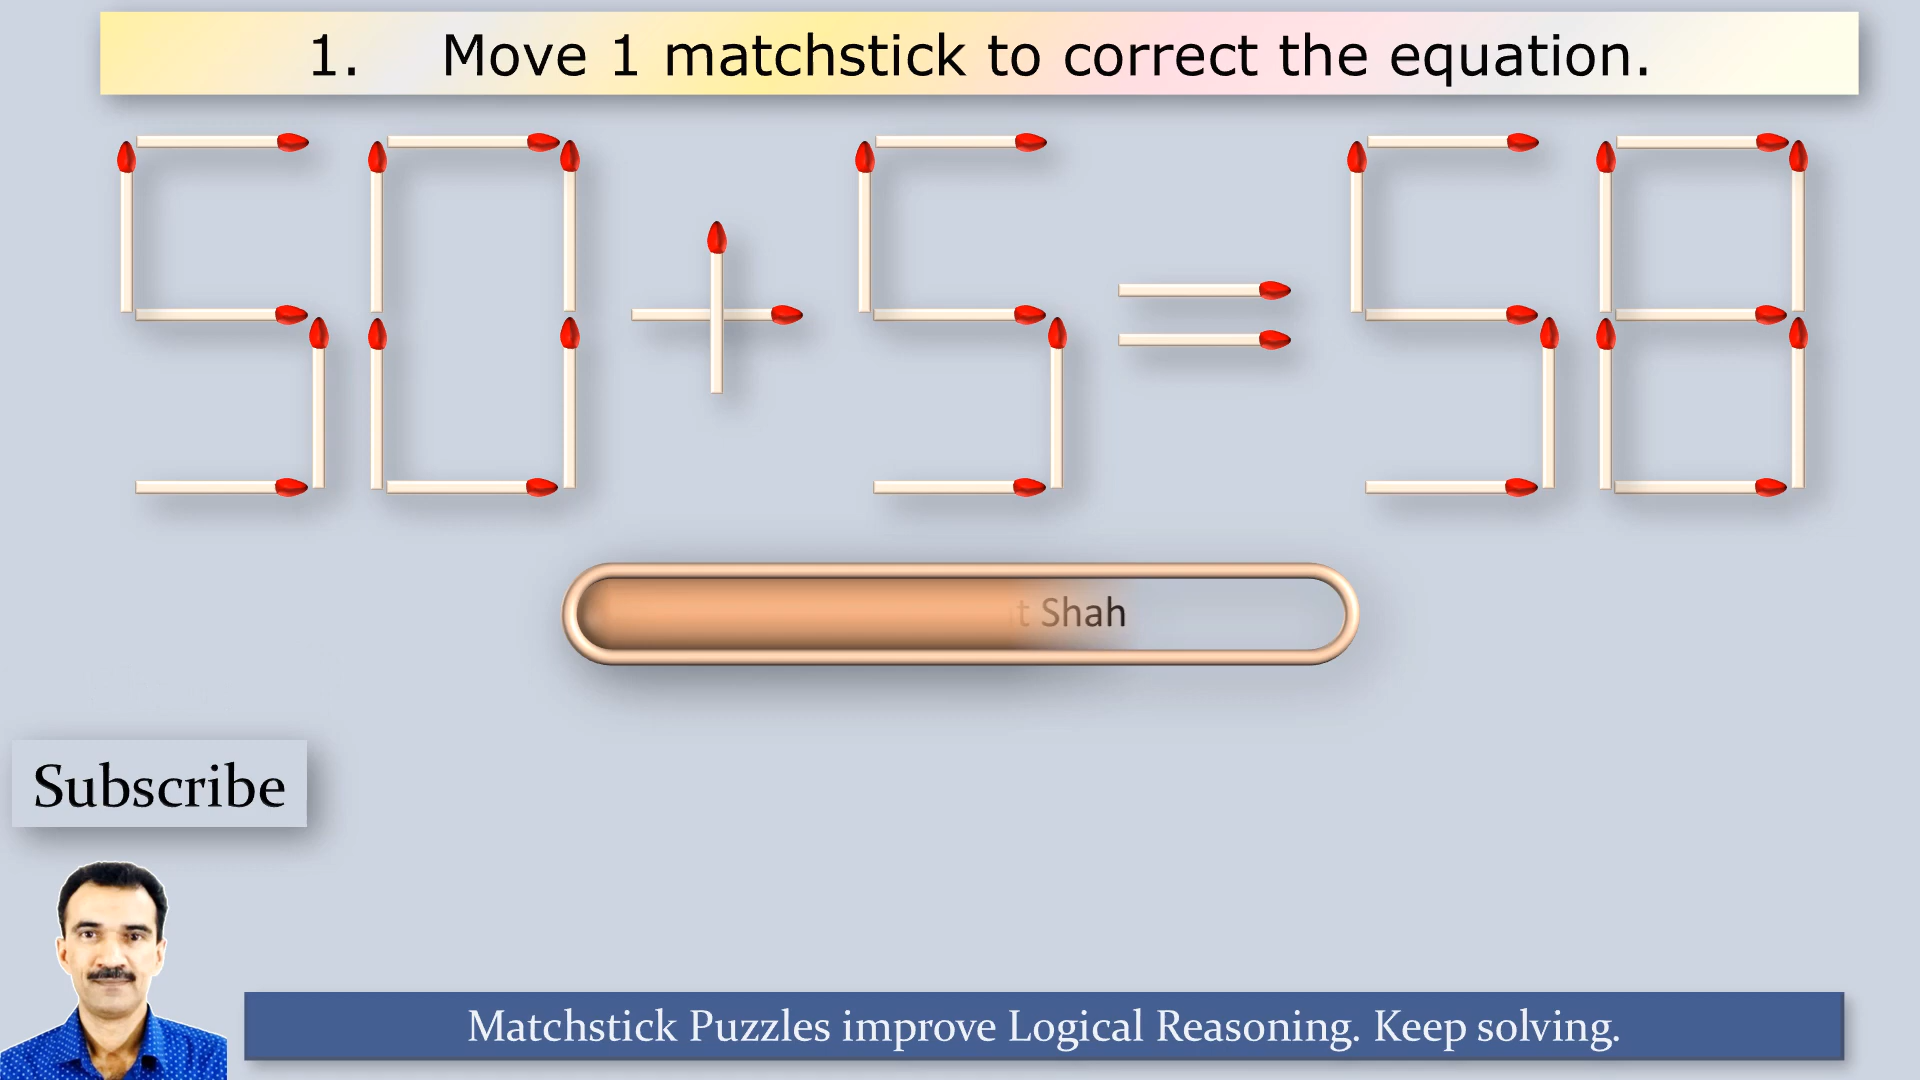 1. Move 1 matchstick to correct the equation.
50+5=58
Shah
Subscribe
Matchstick Puzzles improve Logical Reasoning. Keep solving.